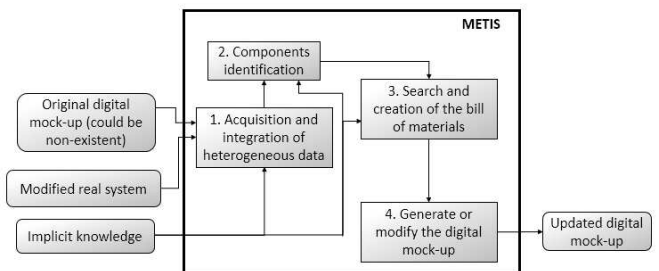 METIS
2. Components
identification
3. Search and
creation of the bill
of materials
Original digital
mock-up (could be
non-existent)
1. Acquisition and
integration of
heterogeneous data
Modified real system
Implicit knowledge
4. Generate or
modify the digital
mock-up
Updated digital
mock-up